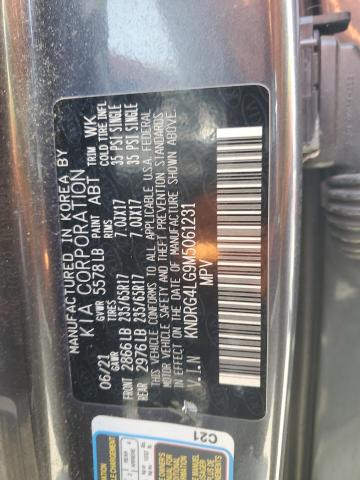 MANUFACTURED IN KOREA BY
KIA CORPORATION
06/21 GVWR 5578LB PAINT ABT TRIM WK
GAWR TIRES RIMS COLD TIRE INFL
FRONT 2866LB 235/65R17 7.0JX17 35 PSI SINGLE
REAR 2976LB 235/65R17 7.0JX17 35 PSI SINGLE
THIS VEHICLE CONFORMS TO ALL APPLICABLE U.S.A. FEDERAL
MOTOR VEHICLE SAFETY AND THEFT PREVENTION STANDARDS
IN EFFECT ON THE DATE OF MANUFACTURE SHOWN ABOVE.
V.I.N KNDRG4LG9M5061231
MPV
C21